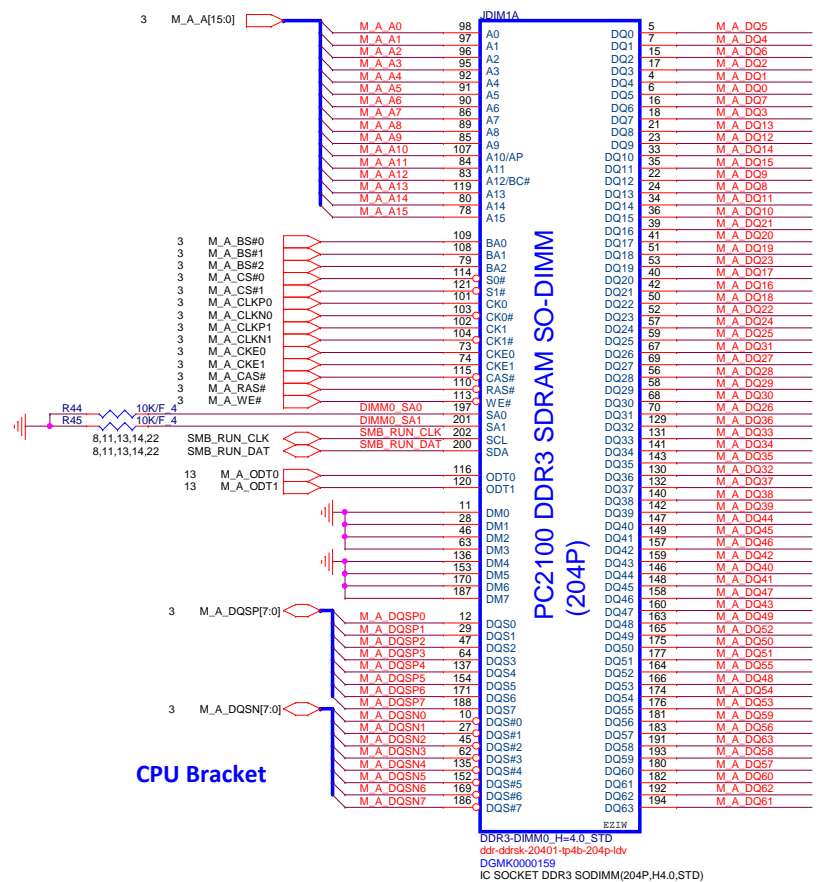 JDIM1A
3 M_A_A[15:0]
M_A_A0 98 A0
M_A_A1 97 A1
M_A_A2 96 A2
M_A_A3 95 A3
M_A_A4 92 A4
M_A_A5 91 A5
M_A_A6 90 A6
M_A_A7 86 A7
M_A_A8 89 A8
M_A_A9 85 A9
M_A_A10 107 A10/AP
M_A_A11 84 A11
M_A_A12 83 A12/BC#
M_A_A13 119 A13
M_A_A14 80 A14
M_A_A15 78 A15
3 M_A_BS#0 109 BA0
3 M_A_BS#1 108 BA1
3 M_A_BS#2 79 BA2
3 M_A_CS#0 114 S0#
3 M_A_CS#1 121 S1#
3 M_A_CLKP0 101 CK0
3 M_A_CLKN0 103 CK0#
3 M_A_CLKP1 102 CK1
3 M_A_CLKN1 104 CK1#
3 M_A_CKE0 73 CKE0
3 M_A_CKE1 74 CKE1
3 M_A_CAS# 115 CAS#
3 M_A_RAS# 110 RAS#
3 M_A_WE# 113 WE#
R44 10K/F_4 DIMM0_SA0 197 SA0
R45 10K/F_4 DIMM0_SA1 201 SA1
8,11,13,14,22 SMB_RUN_CLK SMB_RUN_CLK 202 SCL
8,11,13,14,22 SMB_RUN_DAT SMB_RUN_DAT 200 SDA
13 M_A_ODT0 116 ODT0
13 M_A_ODT1 120 ODT1
11 DM0
28 DM1
46 DM2
63 DM3
136 DM4
153 DM5
170 DM6
187 DM7
3 M_A_DQSP[7:0]
M_A_DQSP0 12 DQS0
M_A_DQSP1 29 DQS1
M_A_DQSP2 47 DQS2
M_A_DQSP3 64 DQS3
M_A_DQSP4 137 DQS4
M_A_DQSP5 154 DQS5
M_A_DQSP6 171 DQS6
M_A_DQSP7 188 DQS7
3 M_A_DQSN[7:0]
M_A_DQSN0 10 DQS#0
M_A_DQSN1 27 DQS#1
M_A_DQSN2 45 DQS#2
M_A_DQSN3 62 DQS#3
M_A_DQSN4 135 DQS#4
M_A_DQSN5 152 DQS#5
M_A_DQSN6 169 DQS#6
M_A_DQSN7 186 DQS#7
CPU Bracket
PC2100 DDR3 SDRAM SO-DIMM
(204P)
DQ0 5 M_A_DQ5
DQ1 7 M_A_DQ4
DQ2 15 M_A_DQ6
DQ3 17 M_A_DQ2
DQ4 4 M_A_DQ1
DQ5 6 M_A_DQ0
DQ6 16 M_A_DQ7
DQ7 18 M_A_DQ3
DQ8 21 M_A_DQ13
DQ9 23 M_A_DQ12
DQ10 33 M_A_DQ14
DQ11 35 M_A_DQ15
DQ12 22 M_A_DQ9
DQ13 24 M_A_DQ8
DQ14 34 M_A_DQ11
DQ15 36 M_A_DQ10
DQ16 39 M_A_DQ21
DQ17 41 M_A_DQ20
DQ18 51 M_A_DQ19
DQ19 53 M_A_DQ23
DQ20 40 M_A_DQ17
DQ21 42 M_A_DQ16
DQ22 50 M_A_DQ18
DQ23 52 M_A_DQ22
DQ24 57 M_A_DQ24
DQ25 59 M_A_DQ25
DQ26 67 M_A_DQ31
DQ27 69 M_A_DQ27
DQ28 56 M_A_DQ28
DQ29 58 M_A_DQ29
DQ30 68 M_A_DQ30
DQ31 70 M_A_DQ26
DQ32 129 M_A_DQ36
DQ33 131 M_A_DQ33
DQ34 141 M_A_DQ34
DQ35 143 M_A_DQ35
DQ36 130 M_A_DQ32
DQ37 132 M_A_DQ37
DQ38 140 M_A_DQ38
DQ39 142 M_A_DQ39
DQ40 147 M_A_DQ44
DQ41 149 M_A_DQ45
DQ42 157 M_A_DQ46
DQ43 159 M_A_DQ42
DQ44 146 M_A_DQ40
DQ45 148 M_A_DQ41
DQ46 158 M_A_DQ47
DQ47 160 M_A_DQ43
DQ48 163 M_A_DQ49
DQ49 165 M_A_DQ52
DQ50 175 M_A_DQ50
DQ51 177 M_A_DQ51
DQ52 164 M_A_DQ55
DQ53 166 M_A_DQ48
DQ54 174 M_A_DQ54
DQ55 176 M_A_DQ53
DQ56 181 M_A_DQ59
DQ57 183 M_A_DQ56
DQ58 191 M_A_DQ63
DQ59 193 M_A_DQ58
DQ60 180 M_A_DQ57
DQ61 182 M_A_DQ60
DQ62 192 M_A_DQ62
DQ63 194 M_A_DQ61
EZIW
DDR3-DIMM0_H=4.0_STD
ddr-ddrsk-20401-tp4b-204p-ldv
DGMK0000159
IC SOCKET DDR3 SODIMM(204P,H4.0,STD)